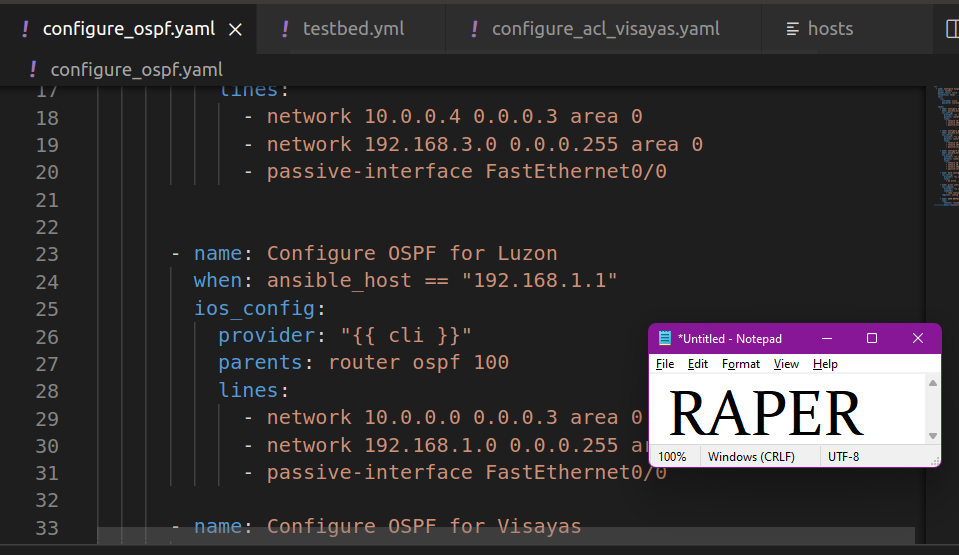 ! configure_ospf.yaml ×
! testbed.yml
! configure_acl_visayas.yaml
hosts
! configure_ospf.yaml
17 lines:
18 - network 10.0.0.4 0.0.0.3 area 0
19 - network 192.168.3.0 0.0.0.255 area 0
20 - passive-interface FastEthernet0/0
21
22
23 - name: Configure OSPF for Luzon
24 when: ansible_host == "192.168.1.1"
25 ios_config:
26 provider: "{{ cli }}"
27 parents: router ospf 100
28 lines:
29 - network 10.0.0.0 0.0.0.3 area 0
30 - network 192.168.1.0 0.0.0.255
31 - passive-interface FastEthernet0/0
32
33 - name: Configure OSPF for Visayas
*Untitled - Notepad
File Edit Format View Help
RAPER
100% Windows (CRLF) UTF-8